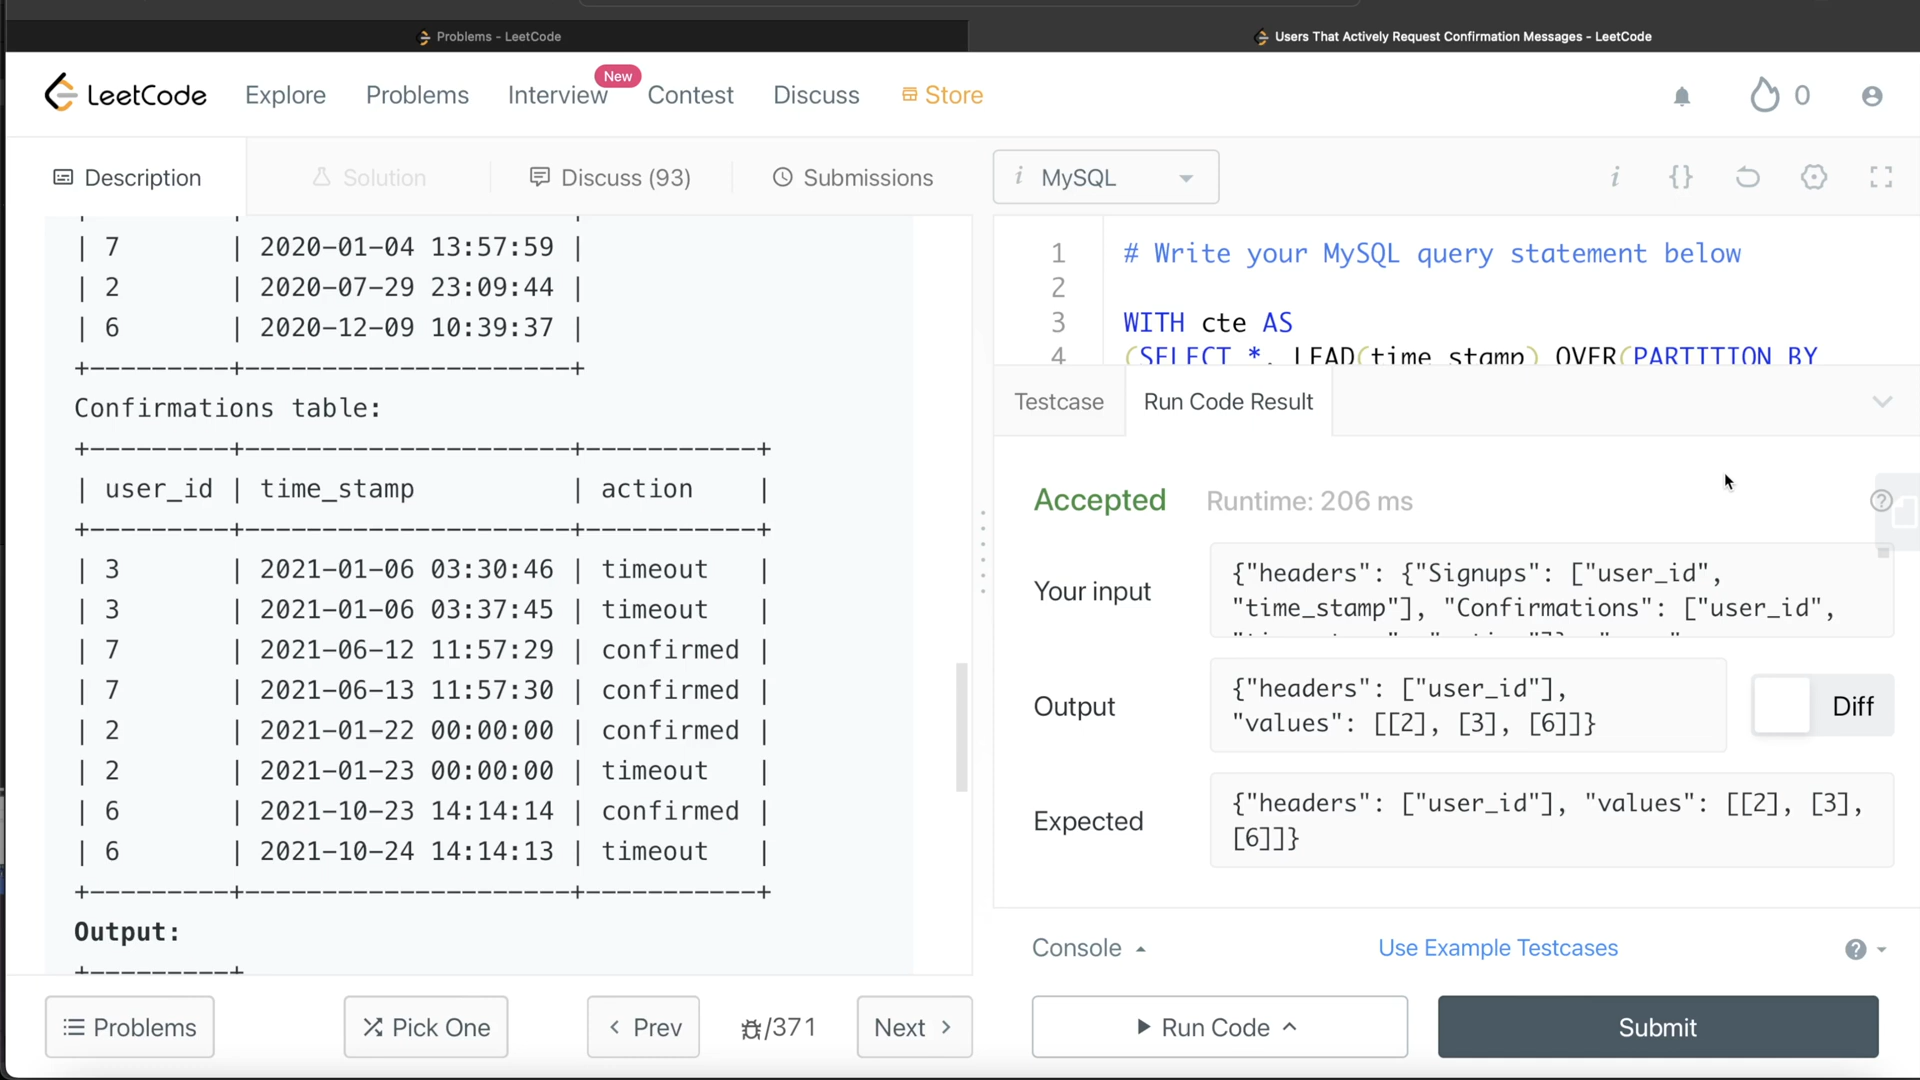 Problems - LeetCode
Users That Actively Request Confirmation Messages - LeetCode
LeetCode Explore Problems Interview New Contest Discuss Store 0
Description Solution Discuss (93) Submissions
i MySQL i {}
| 7       | 2020-01-04 13:57:59 |
| 2       | 2020-07-29 23:09:44 |
| 6       | 2020-12-09 10:39:37 |
+---------+---------------------+
Confirmations table:
+---------+---------------------+-----------+
| user_id | time_stamp          | action    |
+---------+---------------------+-----------+
| 3       | 2021-01-06 03:30:46 | timeout   |
| 3       | 2021-01-06 03:37:45 | timeout   |
| 7       | 2021-06-12 11:57:29 | confirmed |
| 7       | 2021-06-13 11:57:30 | confirmed |
| 2       | 2021-01-22 00:00:00 | confirmed |
| 2       | 2021-01-23 00:00:00 | timeout   |
| 6       | 2021-10-23 14:14:14 | confirmed |
| 6       | 2021-10-24 14:14:13 | timeout   |
+---------+---------------------+-----------+
Output:
+---------+
1 # Write your MySQL query statement below
2
3 WITH cte AS
4 (SELECT *, LEAD(time_stamp) OVER(PARTITION BY
Testcase Run Code Result
Accepted Runtime: 206 ms
Your input
{"headers": {"Signups": ["user_id",
"time_stamp"], "Confirmations": ["user_id",
Output
{"headers": ["user_id"],
"values": [[2], [3], [6]]}
Diff
Expected
{"headers": ["user_id"], "values": [[2], [3],
[6]]}
Console Use Example Testcases
Problems Pick One Prev /371 Next Run Code Submit